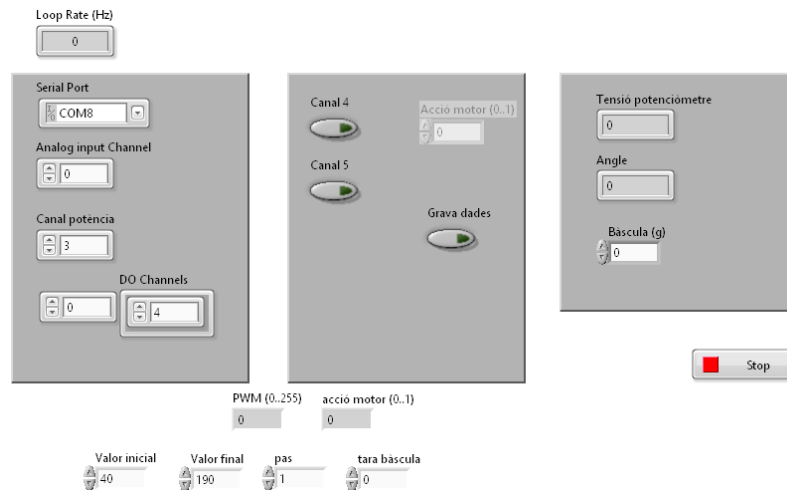 Loop Rate (Hz)
0
Serial Port
I/O COM8
Analog input Channel
0
Canal potència
3
DO Channels
0 4
Canal 4
Acció motor (0..1)
0
Canal 5
Grava dades
Tensió potenciòmetre
0
Angle
0
Bàscula (g)
0
Stop
PWM (0..255) acció motor (0..1)
0 0
Valor inicial Valor final pas tara bàscula
40 190 1 0